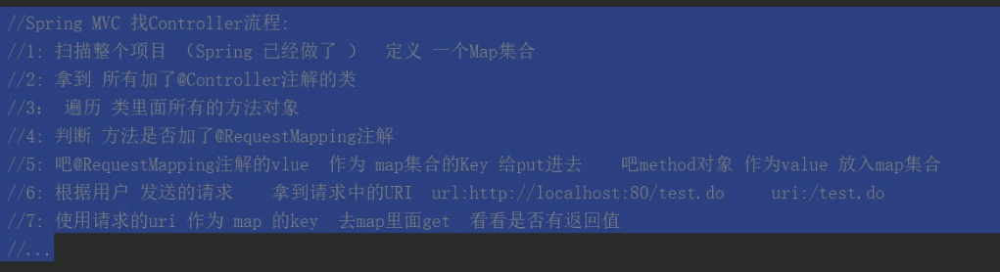 //Spring MVC 找Controller流程:
//1: 扫描整个项目 （Spring 已经做了 ） 定义 一个Map集合
//2: 拿到 所有加了@Controller注解的类
//3： 遍历 类里面所有的方法对象
//4: 判断 方法是否加了@RequestMapping注解
//5: 吧@RequestMapping注解的vlue 作为 map集合的Key 给put进去 吧method对象 作为value 放入map集合
//6: 根据用户 发送的请求 拿到请求中的URI url:http://localhost:80/test.do uri:/test.do
//7: 使用请求的uri 作为 map 的key 去map里面get 看看是否有返回值
//...